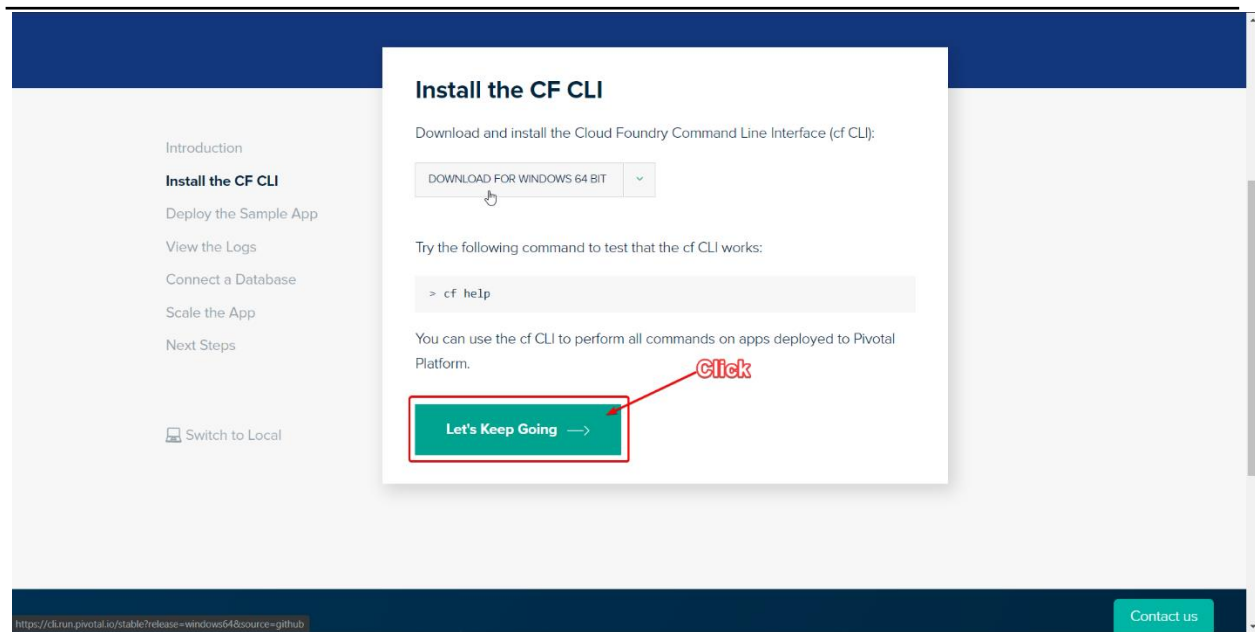 Install the CF CLI
Download and install the Cloud Foundry Command Line Interface (cf CLI):
DOWNLOAD FOR WINDOWS 64 BIT
Try the following command to test that the cf CLI works:
> cf help
You can use the cf CLI to perform all commands on apps deployed to Pivotal
Platform.
Click
Let's Keep Going →
Introduction
Install the CF CLI
Deploy the Sample App
View the Logs
Connect a Database
Scale the App
Next Steps
Switch to Local
Contact us
https://cli.run.pivotal.io/stable?release=windows64&source=github